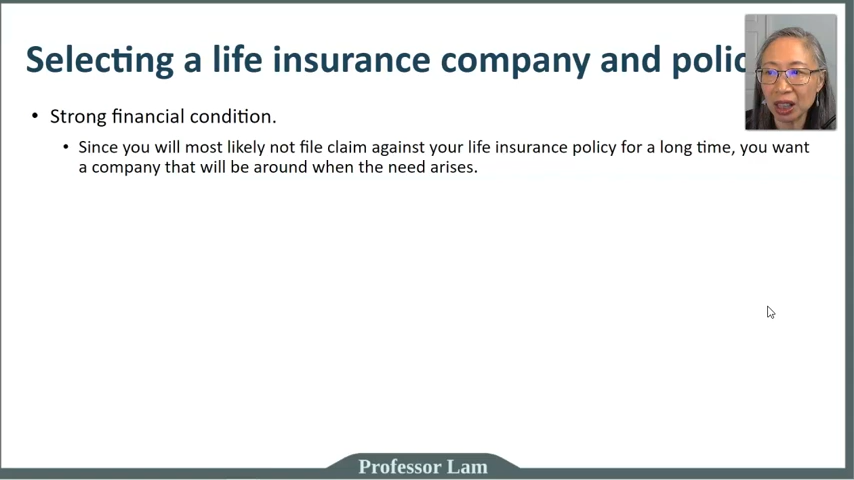 Selecting a life insurance company and polic
• Strong financial condition.
• Since you will most likely not file claim against your life insurance policy for a long time, you want
a company that will be around when the need arises.
Professor Lam